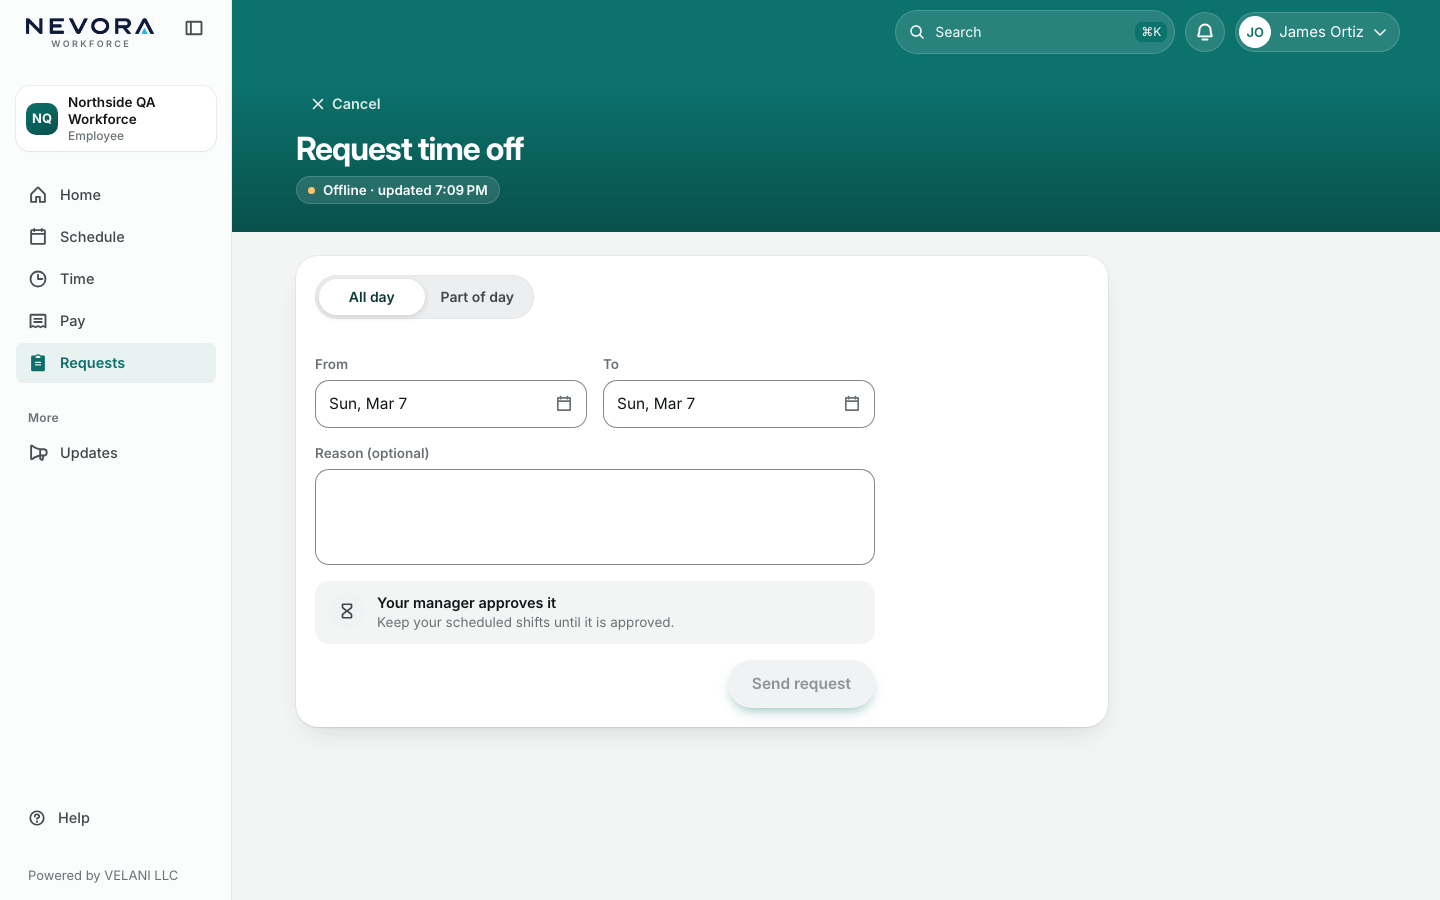 NEVORA
WORKFORCE
Search
⌘K
JO
James Ortiz
NQ
Northside QA
Workforce
Employee
Home
Schedule
Time
Pay
Requests
More
Updates
Help
Powered by VELANI LLC
Cancel
Request time off
Offline · updated 7:09 PM
All day
Part of day
From
To
Sun, Mar 7
Sun, Mar 7
Reason (optional)
Your manager approves it
Keep your scheduled shifts until it is approved.
Send request